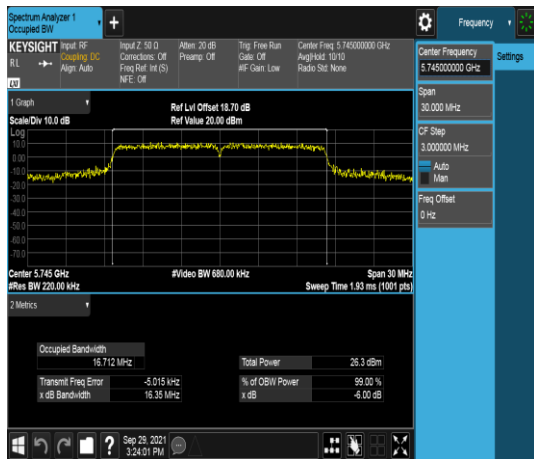 Spectrum Analyzer 1
Occupied BW
+
Frequency
KEYSIGHT
RL
LXI
Input: RF
Coupling: DC
Align: Auto
Input Z: 50 Ω
Corrections: Off
Freq Ref: Int (S)
NFE: Off
Atten: 20 dB
Preamp: Off
Trig: Free Run
Gate: Off
#IF Gain: Low
Center Freq: 5.745000000 GHz
Avg|Hold: 10/10
Radio Std: None
Center Frequency
5.745000000 GHz
Settings
Span
30.000 MHz
CF Step
3.000000 MHz
Auto
Man
Freq Offset
0 Hz
1 Graph
Scale/Div 10.0 dB
Ref Lvl Offset 18.70 dB
Ref Value 20.00 dBm
Log
10.0
0.00
-10.0
-20.0
-30.0
-40.0
-50.0
-60.0
-70.0
Center 5.745 GHz
#Res BW 220.00 kHz
#Video BW 680.00 kHz
Span 30 MHz
Sweep Time 1.93 ms (1001 pts)
2 Metrics
Occupied Bandwidth
16.712 MHz
Total Power 26.3 dBm
Transmit Freq Error -5.015 kHz
% of OBW Power 99.00 %
x dB Bandwidth 16.35 MHz
x dB -6.00 dB
?
Sep 29, 2021
3:24:01 PM